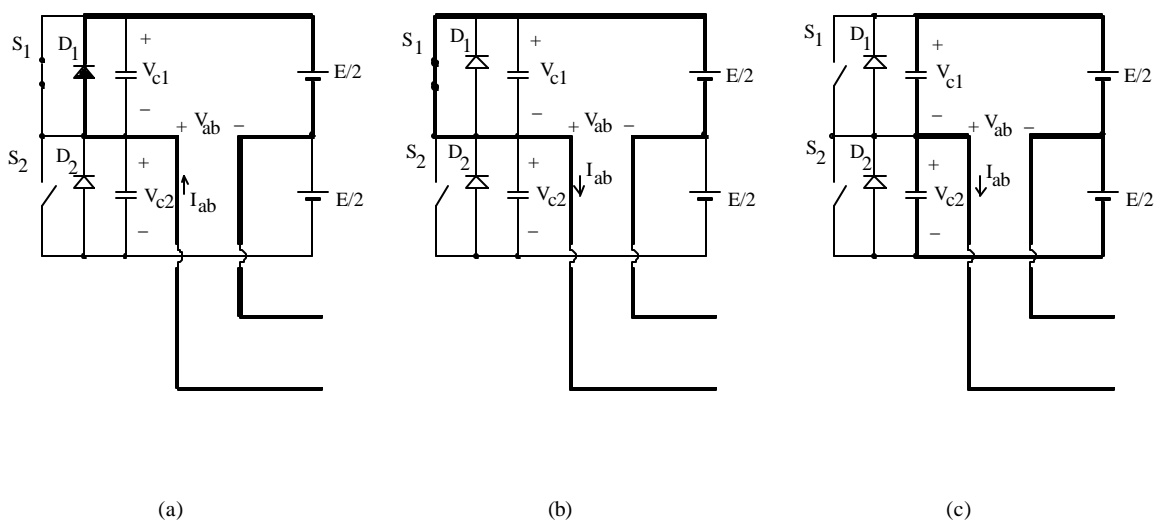 S1 D1 + Vc1 − E/2
+ Vab −
S2 D2 + Vc2 − Iab E/2
S1 D1 + Vc1 − E/2
+ Vab −
S2 D2 + Vc2 − Iab E/2
S1 D1 + Vc1 − E/2
+ Vab −
S2 D2 + Vc2 − Iab E/2
(a) (b) (c)